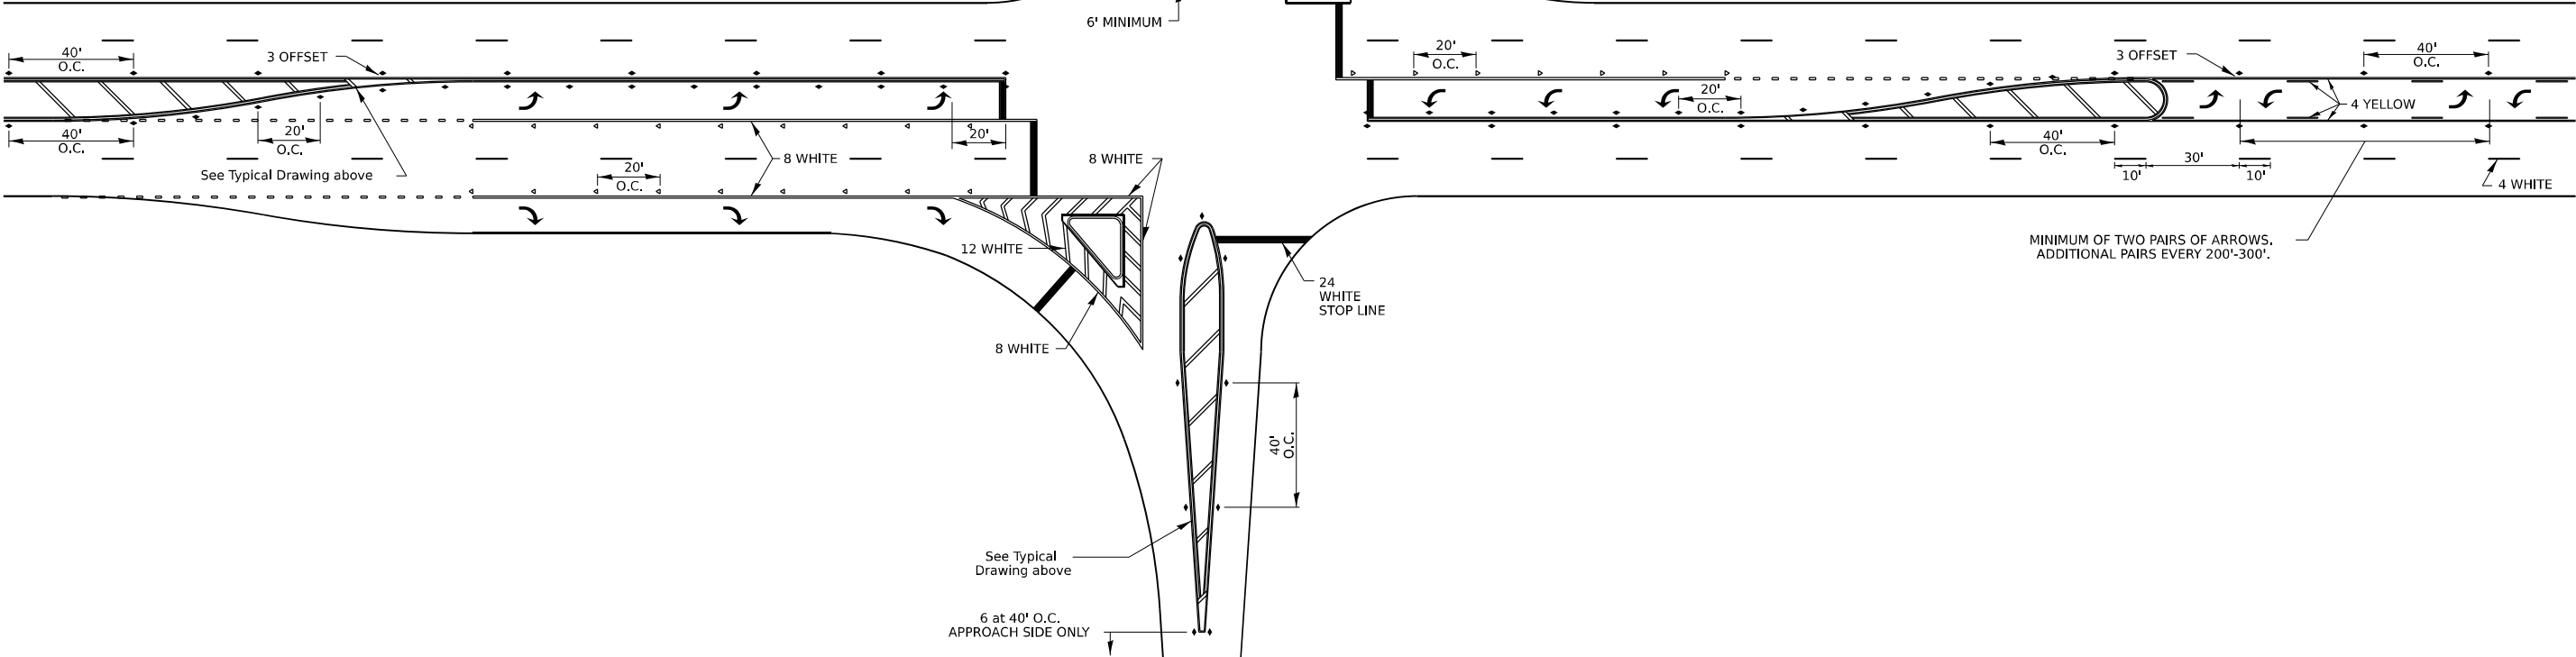 6' MINIMUM
40'
O.C.
3 OFFSET
20'
O.C.
3 OFFSET
40'
O.C.
20'
O.C.
4 YELLOW
40'
O.C.
20'
O.C.
20'
8 WHITE
8 WHITE
40'
O.C.
30'
10'
10'
See Typical Drawing above
20'
O.C.
4 WHITE
12 WHITE
MINIMUM OF TWO PAIRS OF ARROWS.
ADDITIONAL PAIRS EVERY 200'-300'.
24
WHITE
STOP LINE
8 WHITE
40'
O.C.
See Typical
Drawing above
6 at 40' O.C.
APPROACH SIDE ONLY